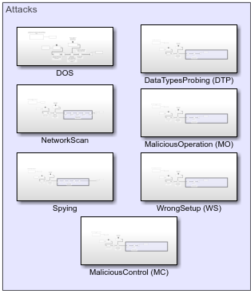 Attacks
DOS
DataTypesProbing (DTP)
NetworkScan
MaliciousOperation (MO)
Spying
WrongSetup (WS)
MaliciousControl (MC)